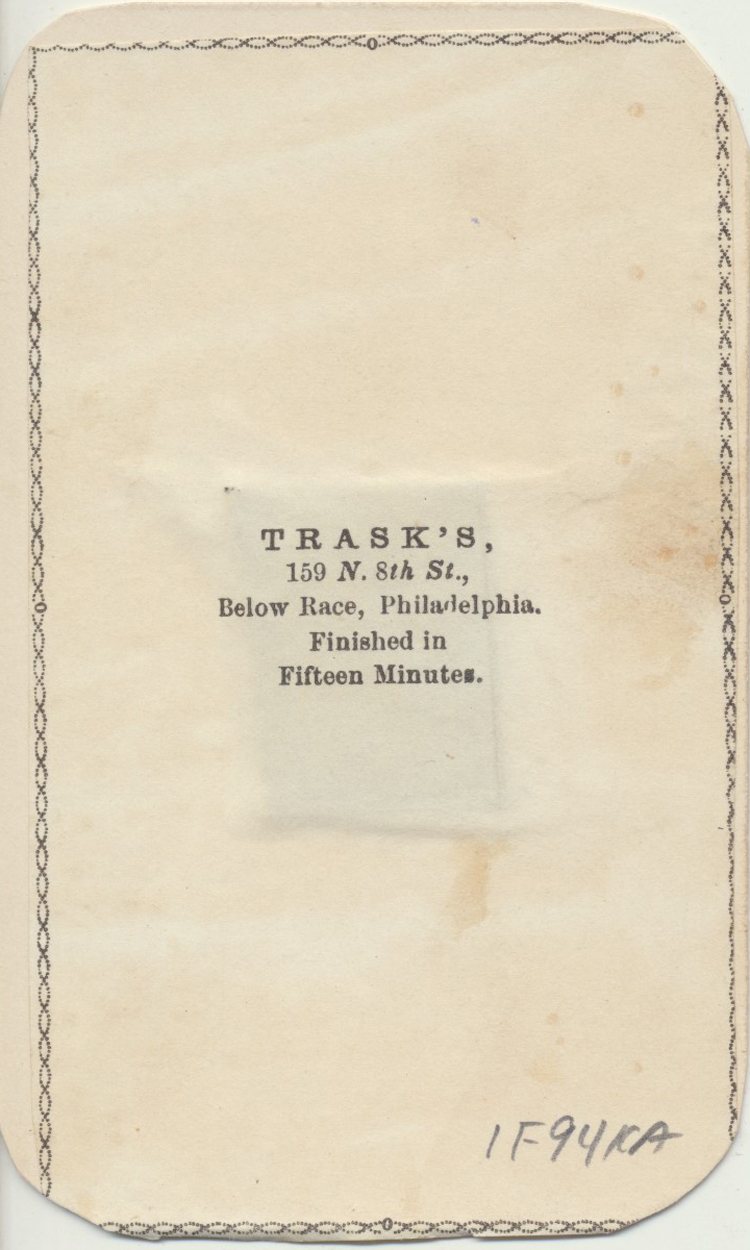 TRASK'S,
159 N. 8th St.,
Below Race, Philadelphia.
Finished in
Fifteen Minutes.
1F94KA